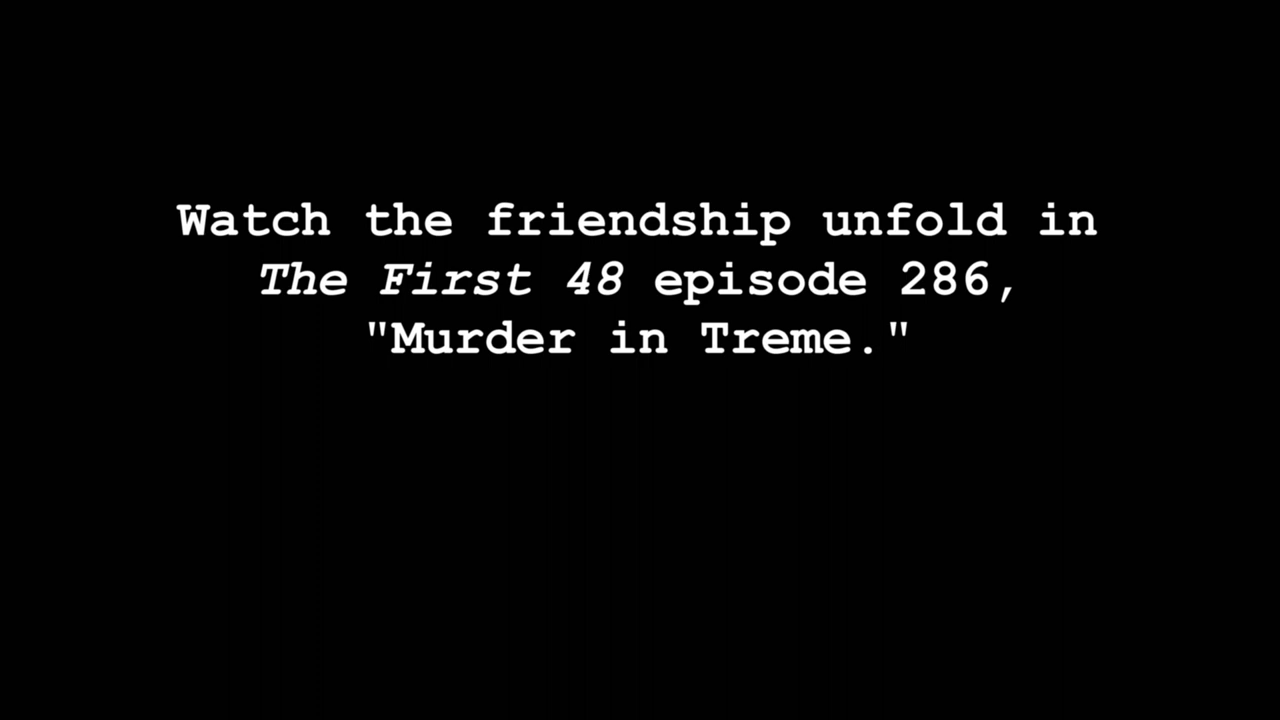 Watch the friendship unfold in
The First 48 episode 286,
"Murder in Treme."